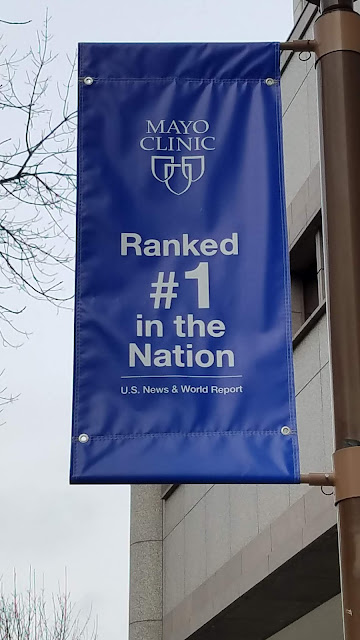 MAYO
CLINIC
Ranked
#1
in the
Nation
U.S. News & World Report